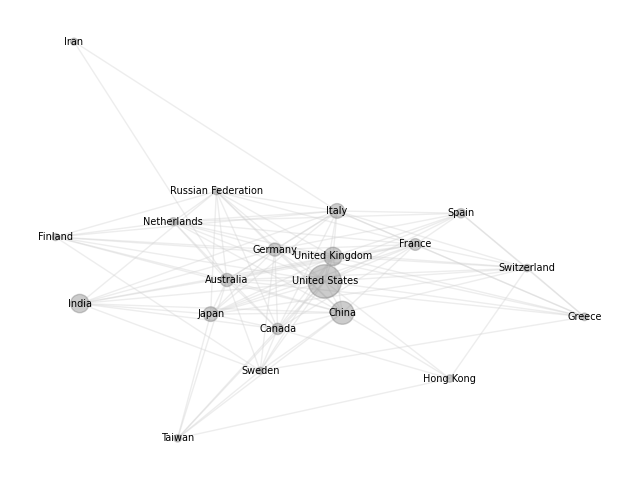 Iran
Russian Federation
Netherlands
Italy
Spain
Finland
Germany
United Kingdom
France
Switzerland
Australia
United States
India
Japan
China
Greece
Canada
Sweden
Hong Kong
Taiwan